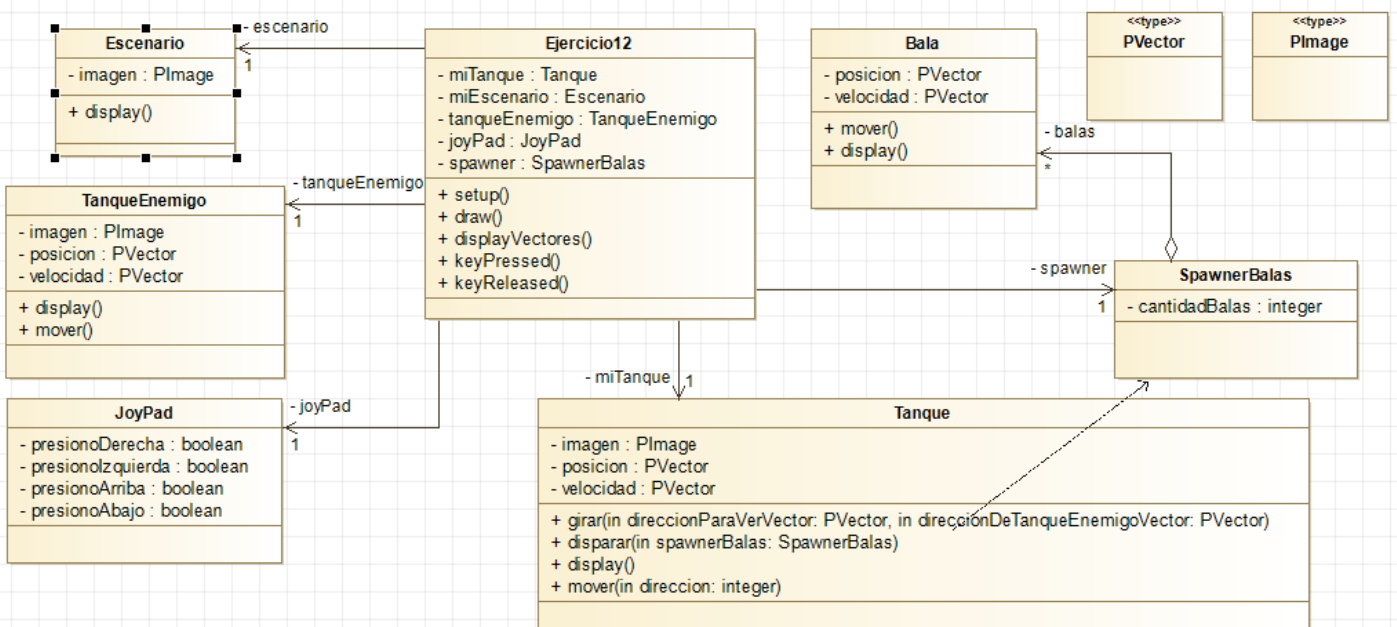 - escenario
1
Escenario
- imagen : PImage
+ display()
Ejercicio12
- miTanque : Tanque
- miEscenario : Escenario
- tanqueEnemigo : TanqueEnemigo
- joyPad : JoyPad
- spawner : SpawnerBalas
+ setup()
+ draw()
+ displayVectores()
+ keyPressed()
+ keyReleased()
Bala
- posicion : PVector
- velocidad : PVector
+ mover()
+ display()
<<type>>
PVector
<<type>>
PImage
- balas
*
- tanqueEnemigo
1
TanqueEnemigo
- imagen : PImage
- posicion : PVector
- velocidad : PVector
+ display()
+ mover()
- spawner
1
SpawnerBalas
- cantidadBalas : integer
- miTanque
1
- joyPad
1
JoyPad
- presionoDerecha : boolean
- presionoIzquierda : boolean
- presionoArriba : boolean
- presionoAbajo : boolean
Tanque
- imagen : PImage
- posicion : PVector
- velocidad : PVector
+ girar(in direccionParaVerVector: PVector, in direccionDeTanqueEnemigoVector: PVector)
+ disparar(in spawnerBalas: SpawnerBalas)
+ display()
+ mover(in direccion: integer)